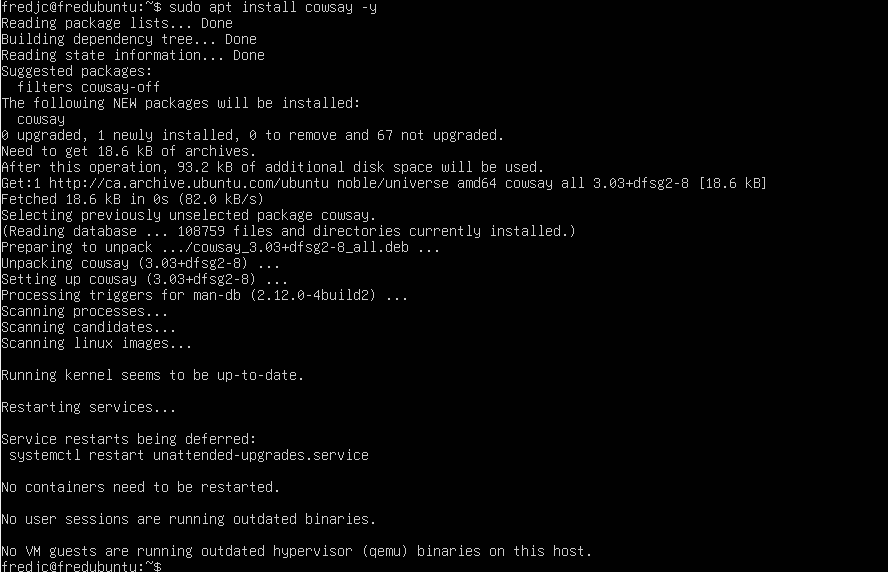 fredjc@fredubuntu:~$ sudo apt install cowsay -y
Reading package lists... Done
Building dependency tree... Done
Reading state information... Done
Suggested packages:
  filters cowsay-off
The following NEW packages will be installed:
  cowsay
0 upgraded, 1 newly installed, 0 to remove and 67 not upgraded.
Need to get 18.6 kB of archives.
After this operation, 93.2 kB of additional disk space will be used.
Get:1 http://ca.archive.ubuntu.com/ubuntu noble/universe amd64 cowsay all 3.03+dfsg2-8 [18.6 kB]
Fetched 18.6 kB in 0s (82.0 kB/s)
Selecting previously unselected package cowsay.
(Reading database ... 108759 files and directories currently installed.)
Preparing to unpack .../cowsay_3.03+dfsg2-8_all.deb ...
Unpacking cowsay (3.03+dfsg2-8) ...
Setting up cowsay (3.03+dfsg2-8) ...
Processing triggers for man-db (2.12.0-4build2) ...
Scanning processes...
Scanning candidates...
Scanning linux images...
Running kernel seems to be up-to-date.
Restarting services...
Service restarts being deferred:
 systemctl restart unattended-upgrades.service
No containers need to be restarted.
No user sessions are running outdated binaries.
No VM guests are running outdated hypervisor (qemu) binaries on this host.
fredjc@fredubuntu:~$